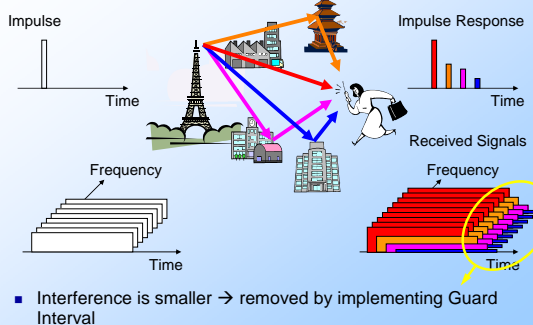 Impulse
Impulse Response
Time
Time
Received Signals
Frequency
Frequency
Time
Time
■ Interference is smaller → removed by implementing Guard
Interval